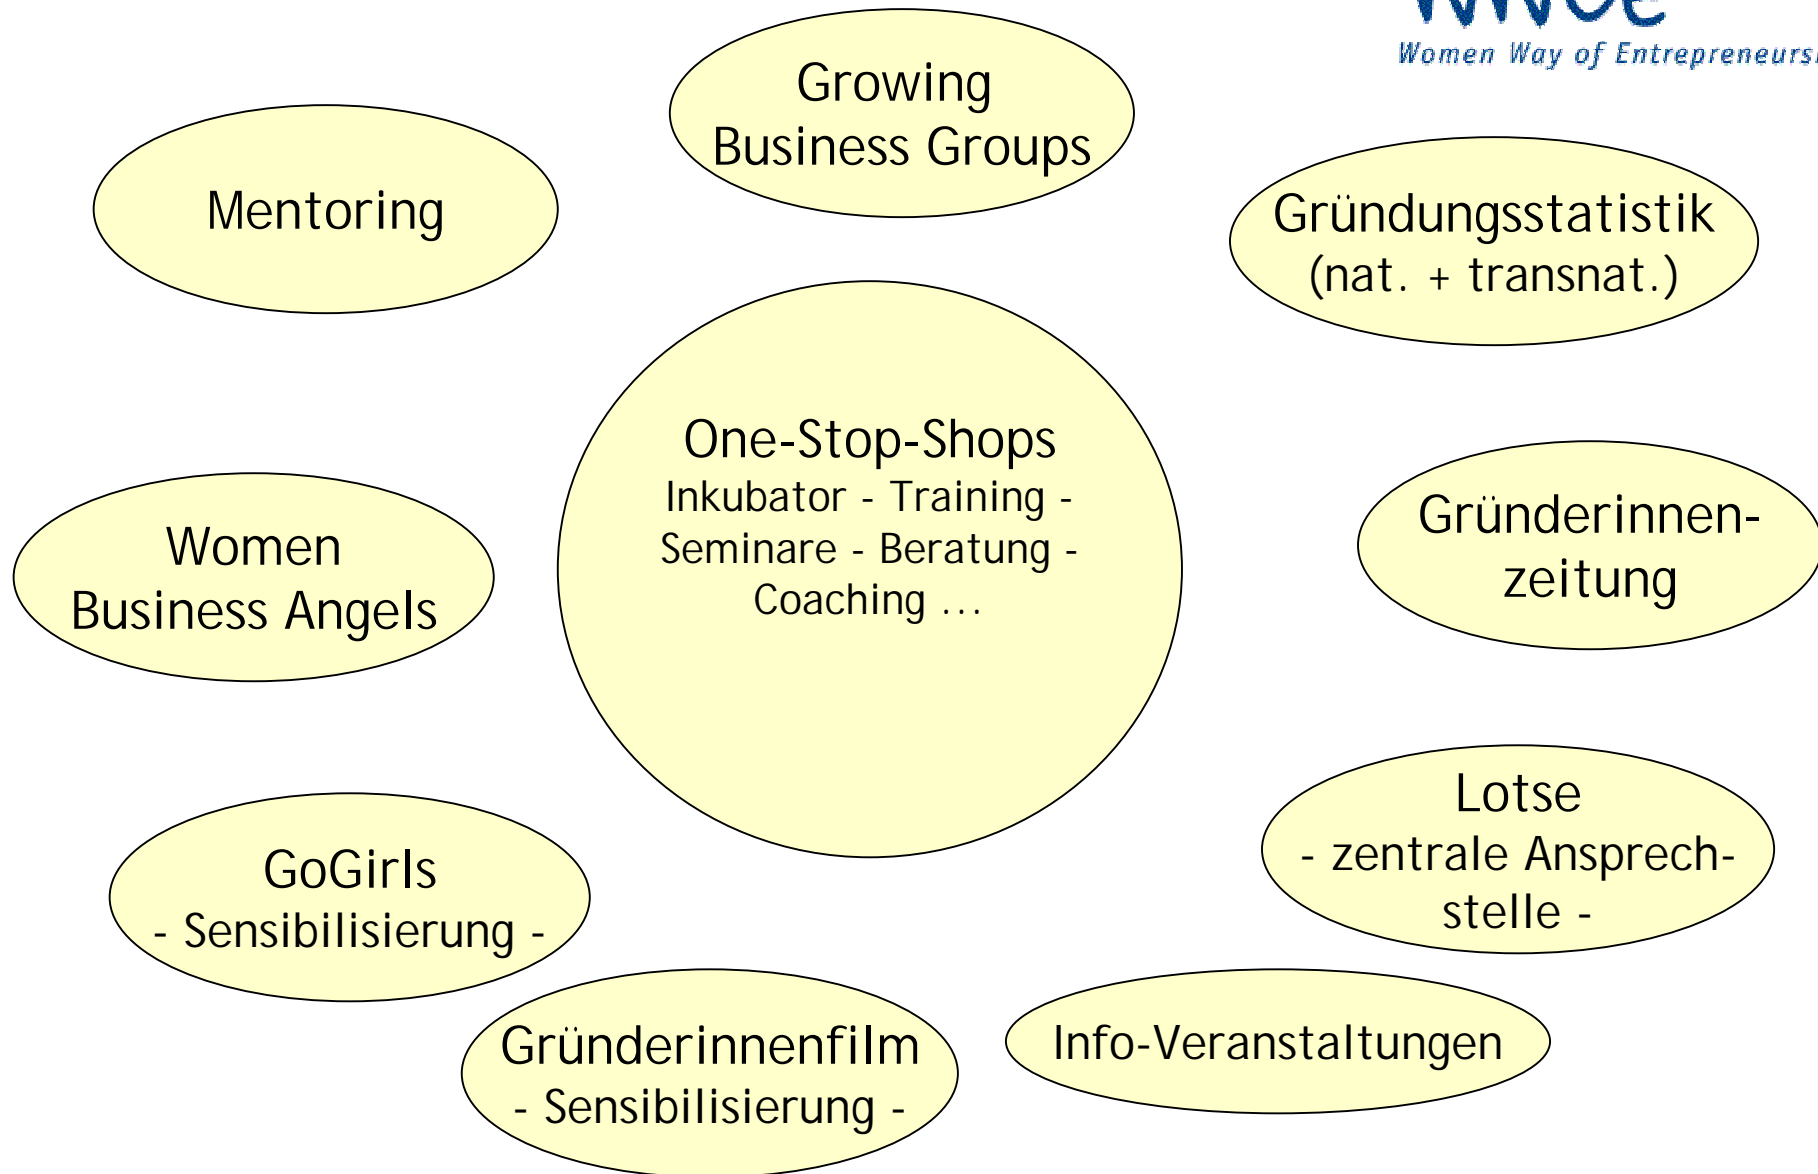 Women Way of Entrepreneurs
Growing
Business Groups
Mentoring
Gründungsstatistik
(nat. + transnat.)
One-Stop-Shops
Inkubator - Training -
Seminare - Beratung -
Coaching …
Gründerinnen-
zeitung
Women
Business Angels
Lotse
- zentrale Ansprech-
stelle -
GoGirls
- Sensibilisierung -
Gründerinnenfilm
- Sensibilisierung -
Info-Veranstaltungen